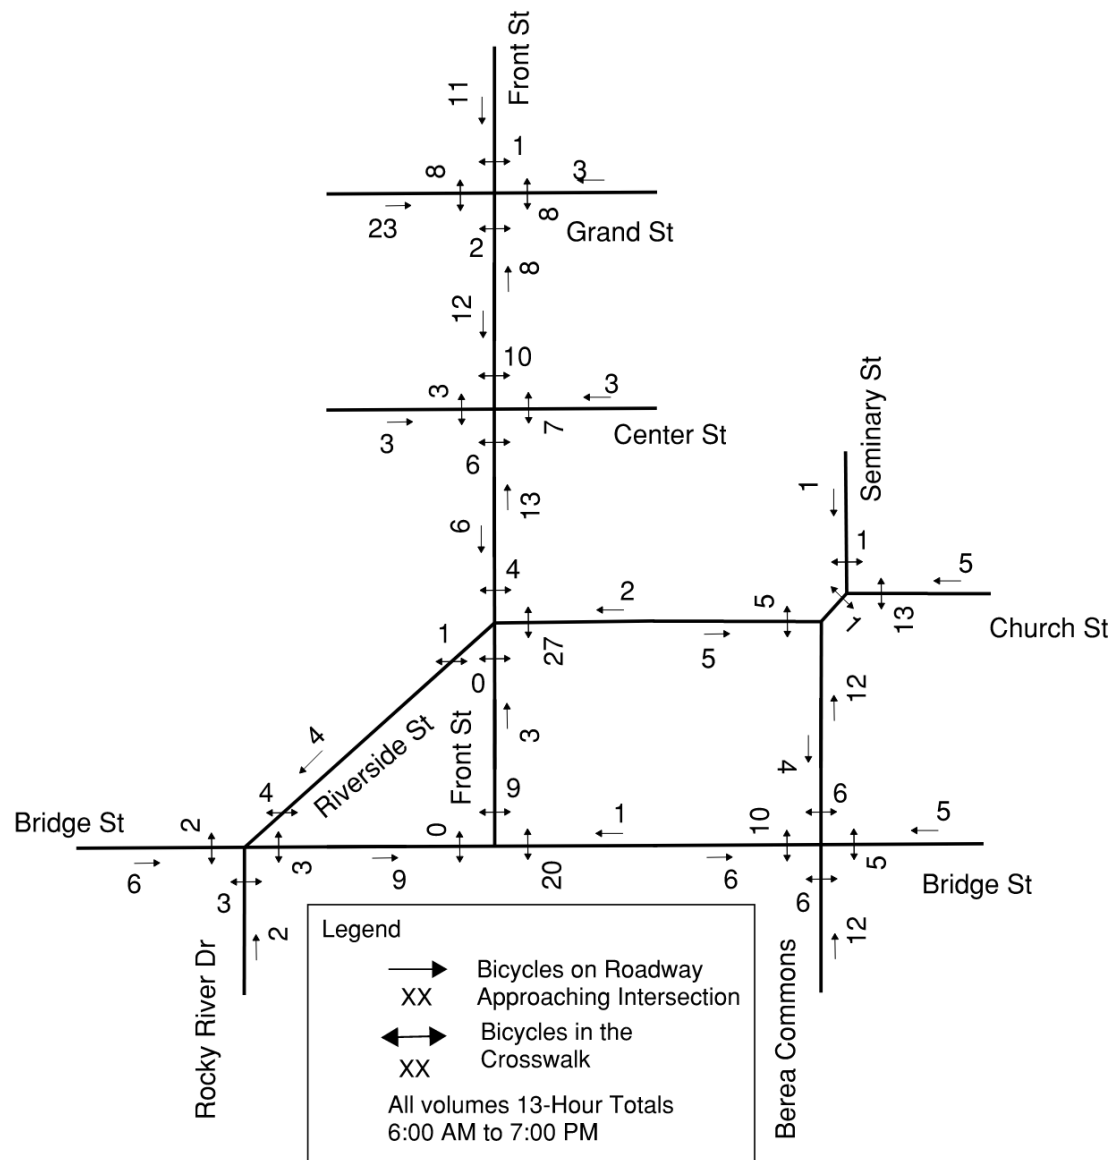 Front St
11
1
8
3
23
8
Grand St
2
8
12
10
3
3
3
7
Center St
6
Seminary St
1
13
6
1
4
5
2
5
13
Church St
1
27
5
1
0
12
Front St
3
4
Riverside St
4
4
9
6
Bridge St
2
0
1
10
5
6
3
9
20
6
5
Bridge St
3
6
2
12
Rocky River Dr
Berea Commons
Legend
Bicycles on Roadway
XX Approaching Intersection
Bicycles in the
Crosswalk
XX
All volumes 13-Hour Totals
6:00 AM to 7:00 PM